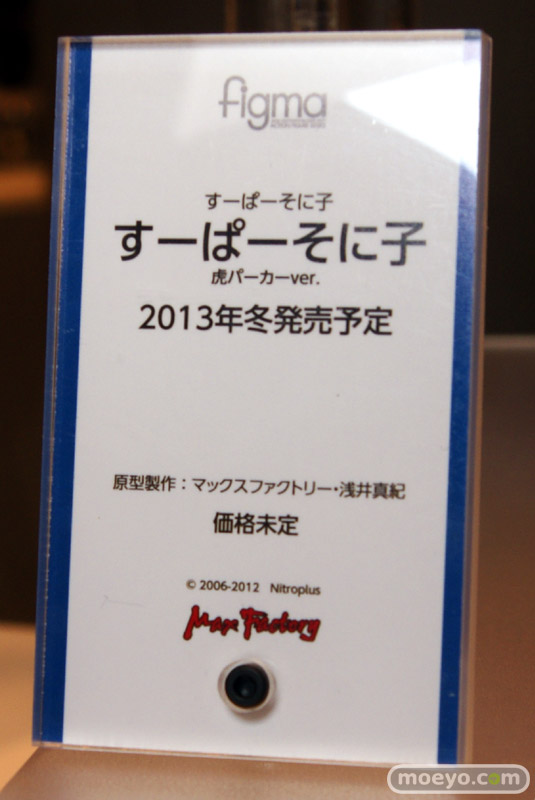 figma
すーぱーそに子
すーぱーそに子
虎パーカーver.
2013年冬発売予定
原型製作：マックスファクトリー・浅井真紀
価格未定
© 2006-2012 Nitroplus
Max Factory
moeyo.com